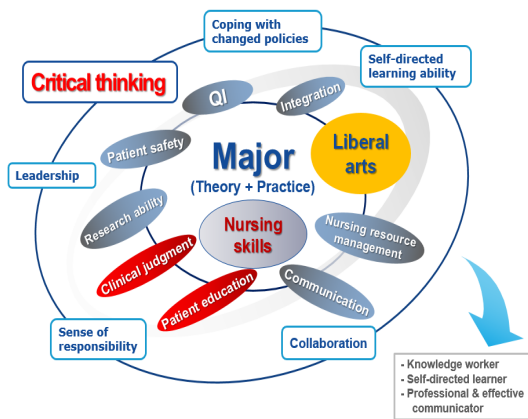 Coping with
changed policies
Self-directed
learning ability
Critical thinking
QI
Integration
Patient safety
Major
(Theory + Practice)
Liberal
arts
Leadership
Research ability
Nursing
skills
Nursing resource
management
Clinical judgment
Patient education
Communication
Sense of
responsibility
Collaboration
- Knowledge worker
- Self-directed learner
- Professional & effective
communicator